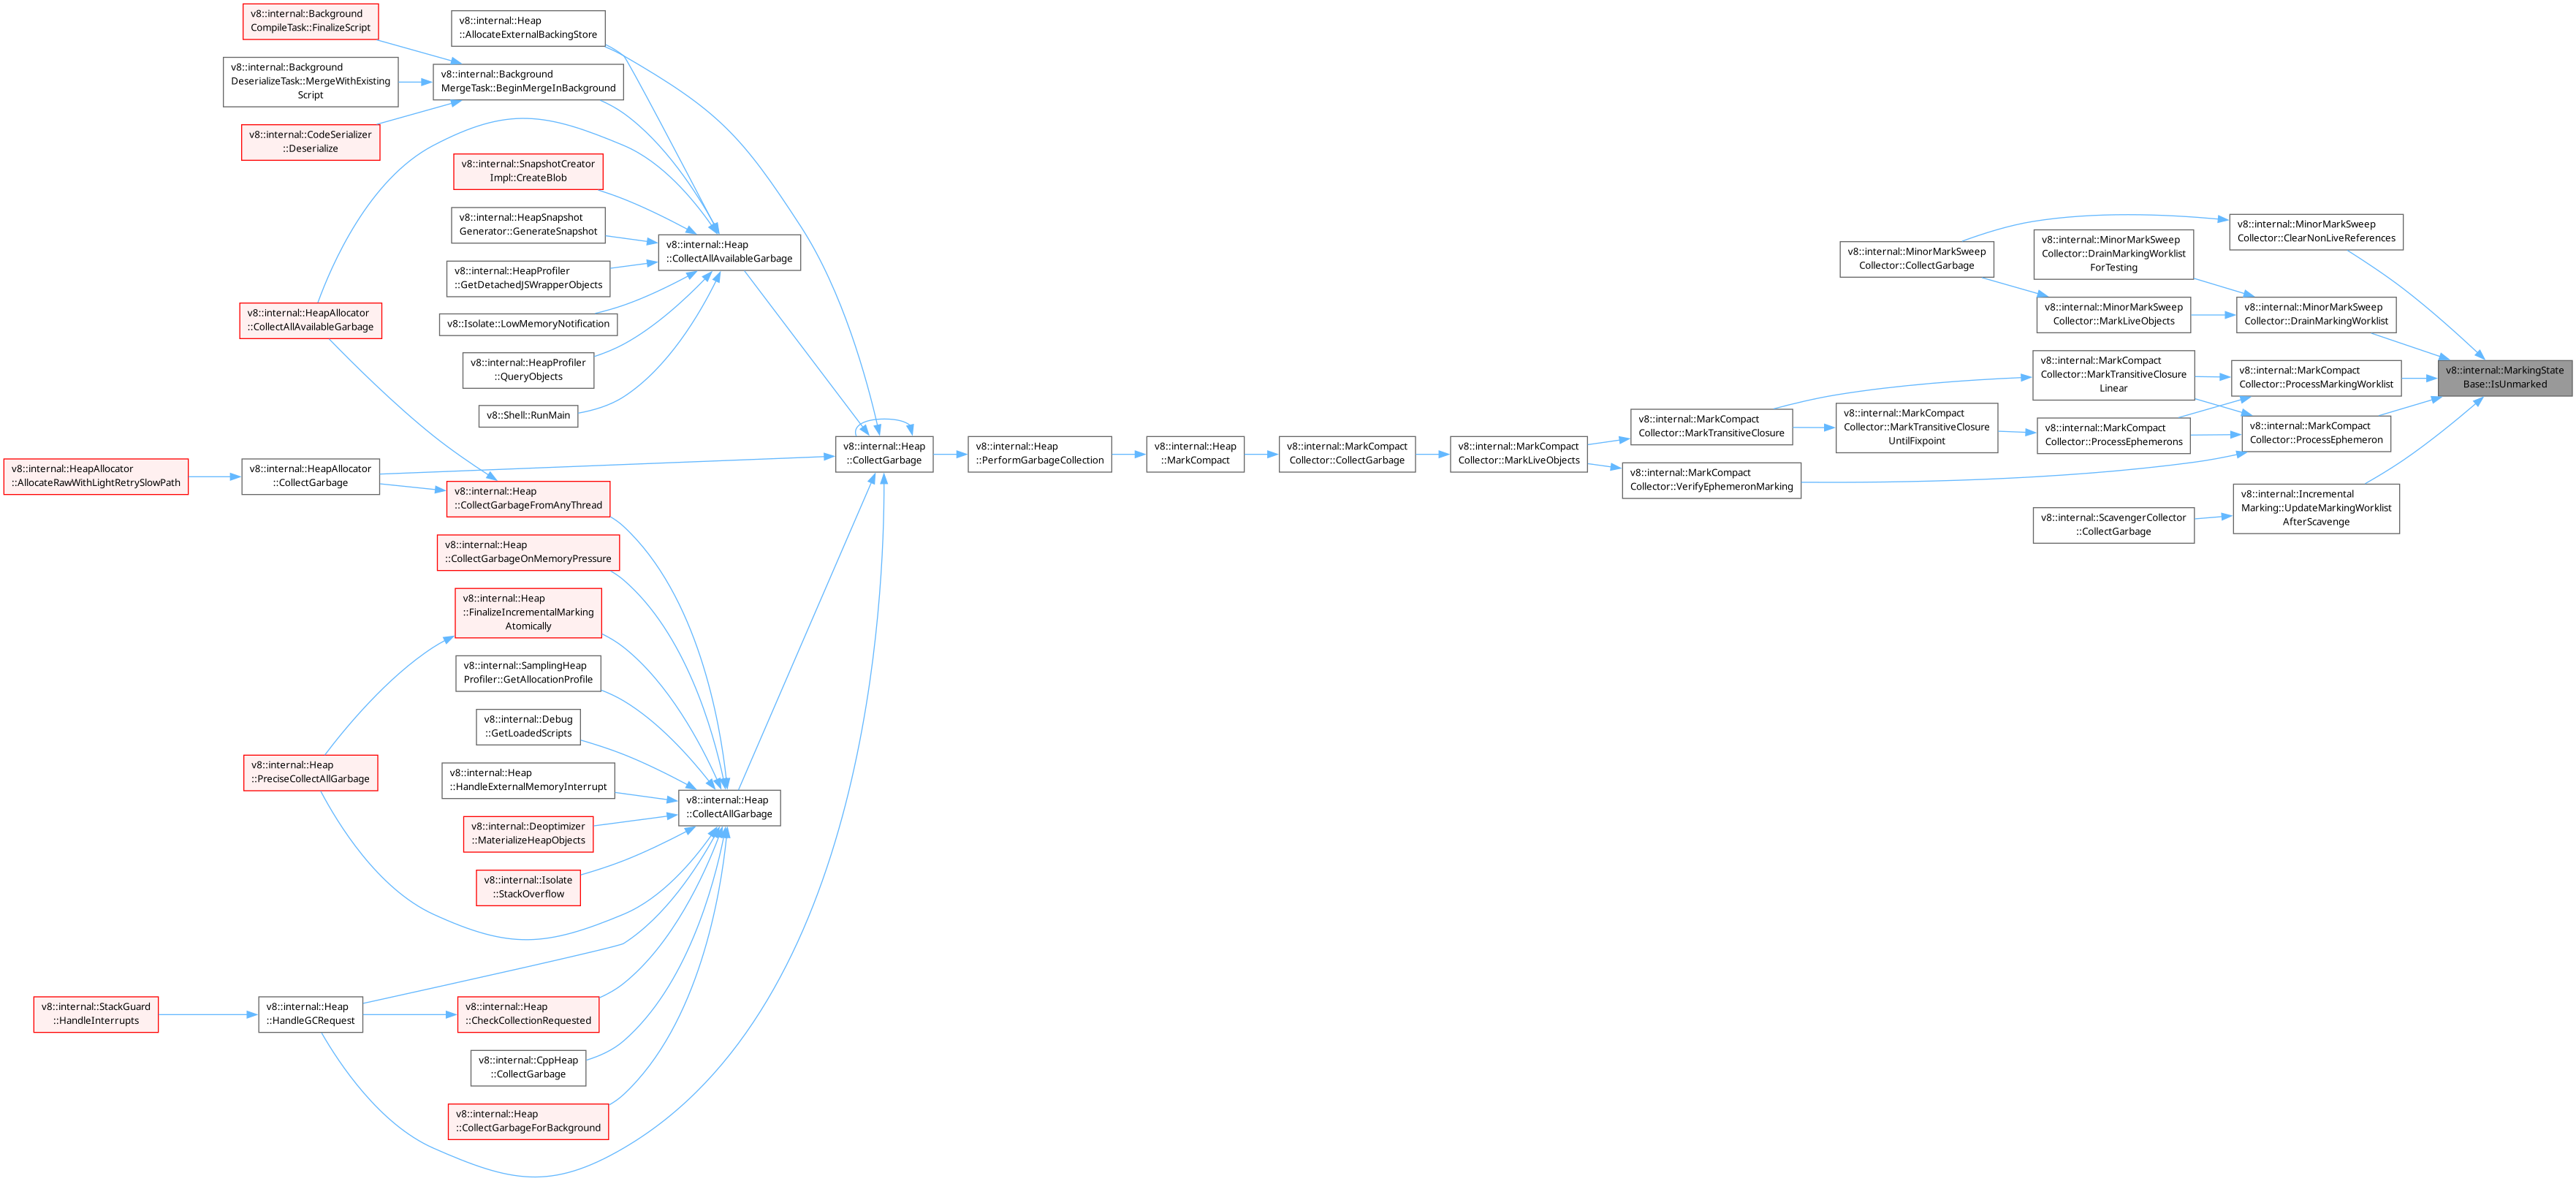 v8::internal::Background
CompileTask::FinalizeScript
v8::internal::Background
DeserializeTask::MergeWithExisting
Script
v8::internal::CodeSerializer
::Deserialize
v8::internal::HeapAllocator
::CollectAllAvailableGarbage
v8::internal::HeapAllocator
::AllocateRawWithLightRetrySlowPath
v8::internal::HeapAllocator
::CollectGarbage
v8::internal::Heap
::PreciseCollectAllGarbage
v8::internal::StackGuard
::HandleInterrupts
v8::internal::Heap
::HandleGCRequest
v8::internal::Heap
::AllocateExternalBackingStore
v8::internal::Background
MergeTask::BeginMergeInBackground
v8::internal::SnapshotCreator
Impl::CreateBlob
v8::internal::HeapSnapshot
Generator::GenerateSnapshot
v8::internal::HeapProfiler
::GetDetachedJSWrapperObjects
v8::Isolate::LowMemoryNotification
v8::internal::HeapProfiler
::QueryObjects
v8::Shell::RunMain
v8::internal::Heap
::CollectGarbageFromAnyThread
v8::internal::Heap
::CollectGarbageOnMemoryPressure
v8::internal::Heap
::FinalizeIncrementalMarking
Atomically
v8::internal::SamplingHeap
Profiler::GetAllocationProfile
v8::internal::Debug
::GetLoadedScripts
v8::internal::Heap
::HandleExternalMemoryInterrupt
v8::internal::Deoptimizer
::MaterializeHeapObjects
v8::internal::Isolate
::StackOverflow
v8::internal::Heap
::CheckCollectionRequested
v8::internal::CppHeap
::CollectGarbage
v8::internal::Heap
::CollectGarbageForBackground
v8::internal::Heap
::CollectAllAvailableGarbage
v8::internal::Heap
::CollectAllGarbage
v8::internal::Heap
::CollectGarbage
v8::internal::Heap
::PerformGarbageCollection
v8::internal::Heap
::MarkCompact
v8::internal::MarkCompact
Collector::CollectGarbage
v8::internal::MarkCompact
Collector::MarkLiveObjects
v8::internal::MarkCompact
Collector::MarkTransitiveClosure
v8::internal::MarkCompact
Collector::VerifyEphemeronMarking
v8::internal::MinorMarkSweep
Collector::CollectGarbage
v8::internal::MarkCompact
Collector::MarkTransitiveClosure
UntilFixpoint
v8::internal::MinorMarkSweep
Collector::DrainMarkingWorklist
ForTesting
v8::internal::MinorMarkSweep
Collector::MarkLiveObjects
v8::internal::MarkCompact
Collector::MarkTransitiveClosure
Linear
v8::internal::MarkCompact
Collector::ProcessEphemerons
v8::internal::ScavengerCollector
::CollectGarbage
v8::internal::MinorMarkSweep
Collector::ClearNonLiveReferences
v8::internal::MinorMarkSweep
Collector::DrainMarkingWorklist
v8::internal::MarkCompact
Collector::ProcessMarkingWorklist
v8::internal::MarkCompact
Collector::ProcessEphemeron
v8::internal::Incremental
Marking::UpdateMarkingWorklist
AfterScavenge
v8::internal::MarkingState
Base::IsUnmarked